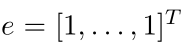 e = [1, . . . , 1]^T